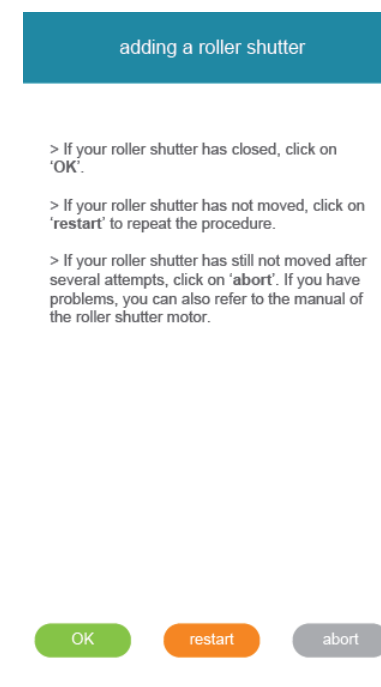 adding a roller shutter
> If your roller shutter has closed, click on
‘OK’.
> If your roller shutter has not moved, click on
‘restart’ to repeat the procedure.
> If your roller shutter has still not moved after
several attempts, click on ‘abort’. If you have
problems, you can also refer to the manual of
the roller shutter motor.
OK restart abort